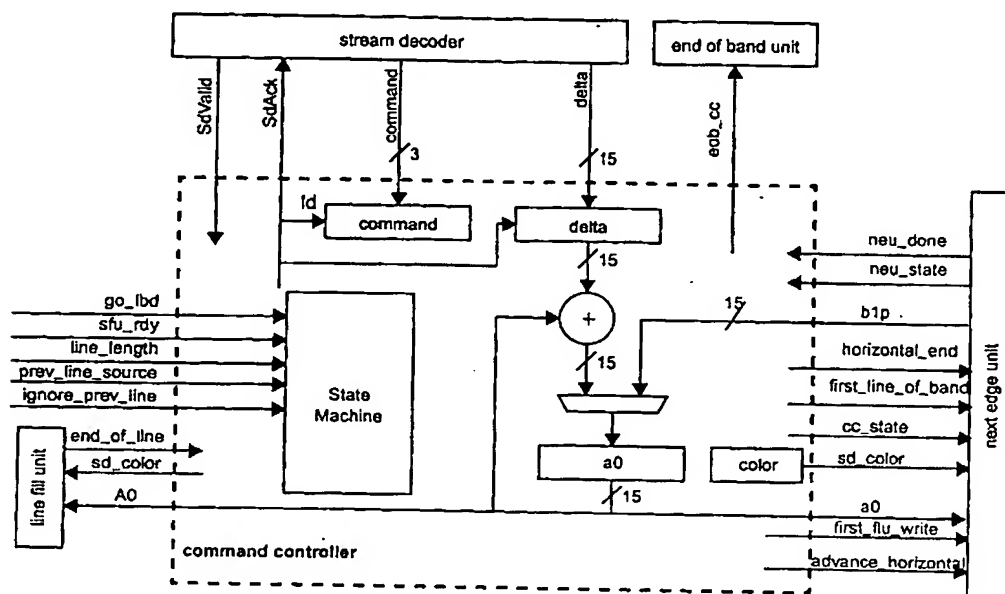 stream decoder
end of band unit
SdValid
SdAck
command
delta
eob_cc
3
15
ld
command
delta
15
neu_done
neu_state
15
b1p
go_lbd
sfu_rdy
line_length
prev_line_source
ignore_prev_line
+
15
horizontal_end
first_line_of_band
cc_state
sd_color
State
Machine
next edge unit
line fill unit
end_of_line
sd_color
A0
a0
color
15
a0
first_flu_write
command controller
advance_horizontal